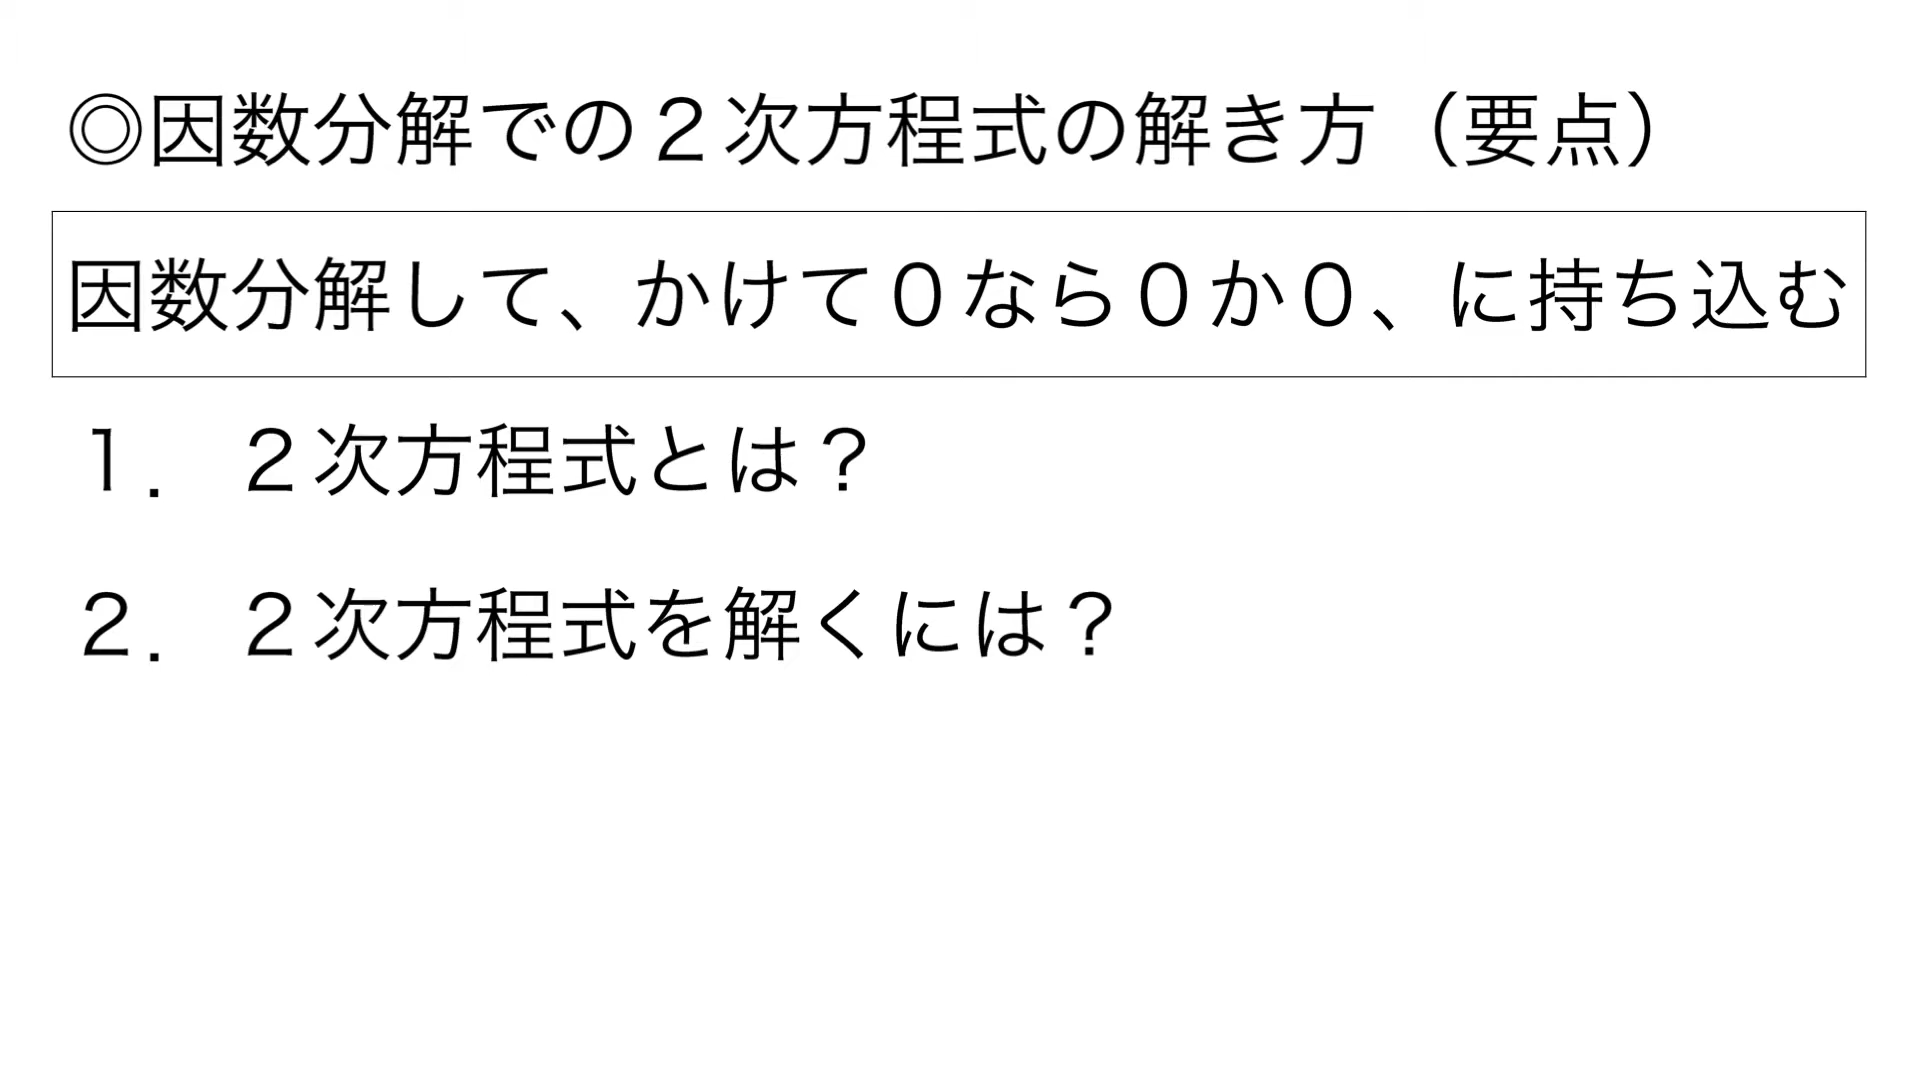 ◎因数分解での２次方程式の解き方（要点）
因数分解して、かけて０なら０か０、に持ち込む
１． ２次方程式とは？
２． ２次方程式を解くには？